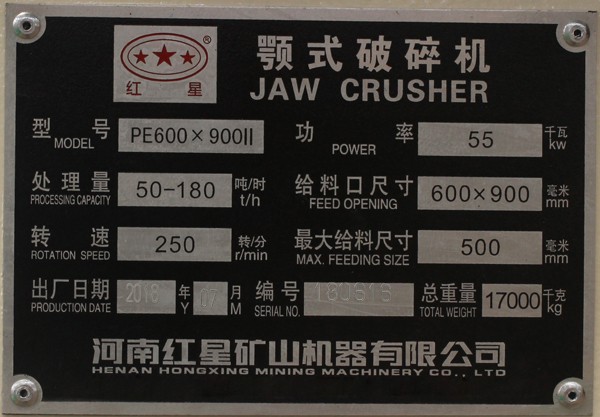 红 星 ®
颚式破碎机
JAW CRUSHER
型 号 MODEL PE600×900II 功 率 POWER 55 千瓦 kw
处理量 PROCESSING CAPACITY 50-180 吨/时 t/h 给料口尺寸 FEED OPENING 600×900 毫米 mm
转 速 ROTATION SPEED 250 转/分 r/min 最大给料尺寸 MAX. FEEDING SIZE 500 毫米 mm
出厂日期 PRODUCTION DATE 2018 年 Y 07 月 M 编号 SERIAL NO. 总重量 TOTAL WEIGHT 17000 千克 kg
河南红星矿山机器有限公司
HENAN HONGXING MINING MACHINERY CO., LTD